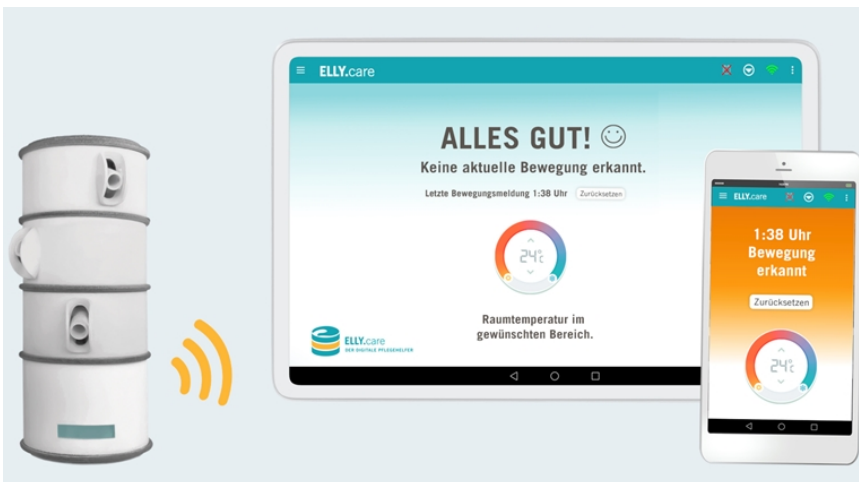 ELLY.care
ALLES GUT! ☺
Keine aktuelle Bewegung erkannt.
Letzte Bewegungsmeldung 1:38 Uhr Zurücksetzen
24°c
Raumtemperatur im
gewünschten Bereich.
ELLY.care
DER DIGITALE PFLEGEHELFER
ELLY.care
1:38 Uhr
Bewegung
erkannt
Zurücksetzen
24°c